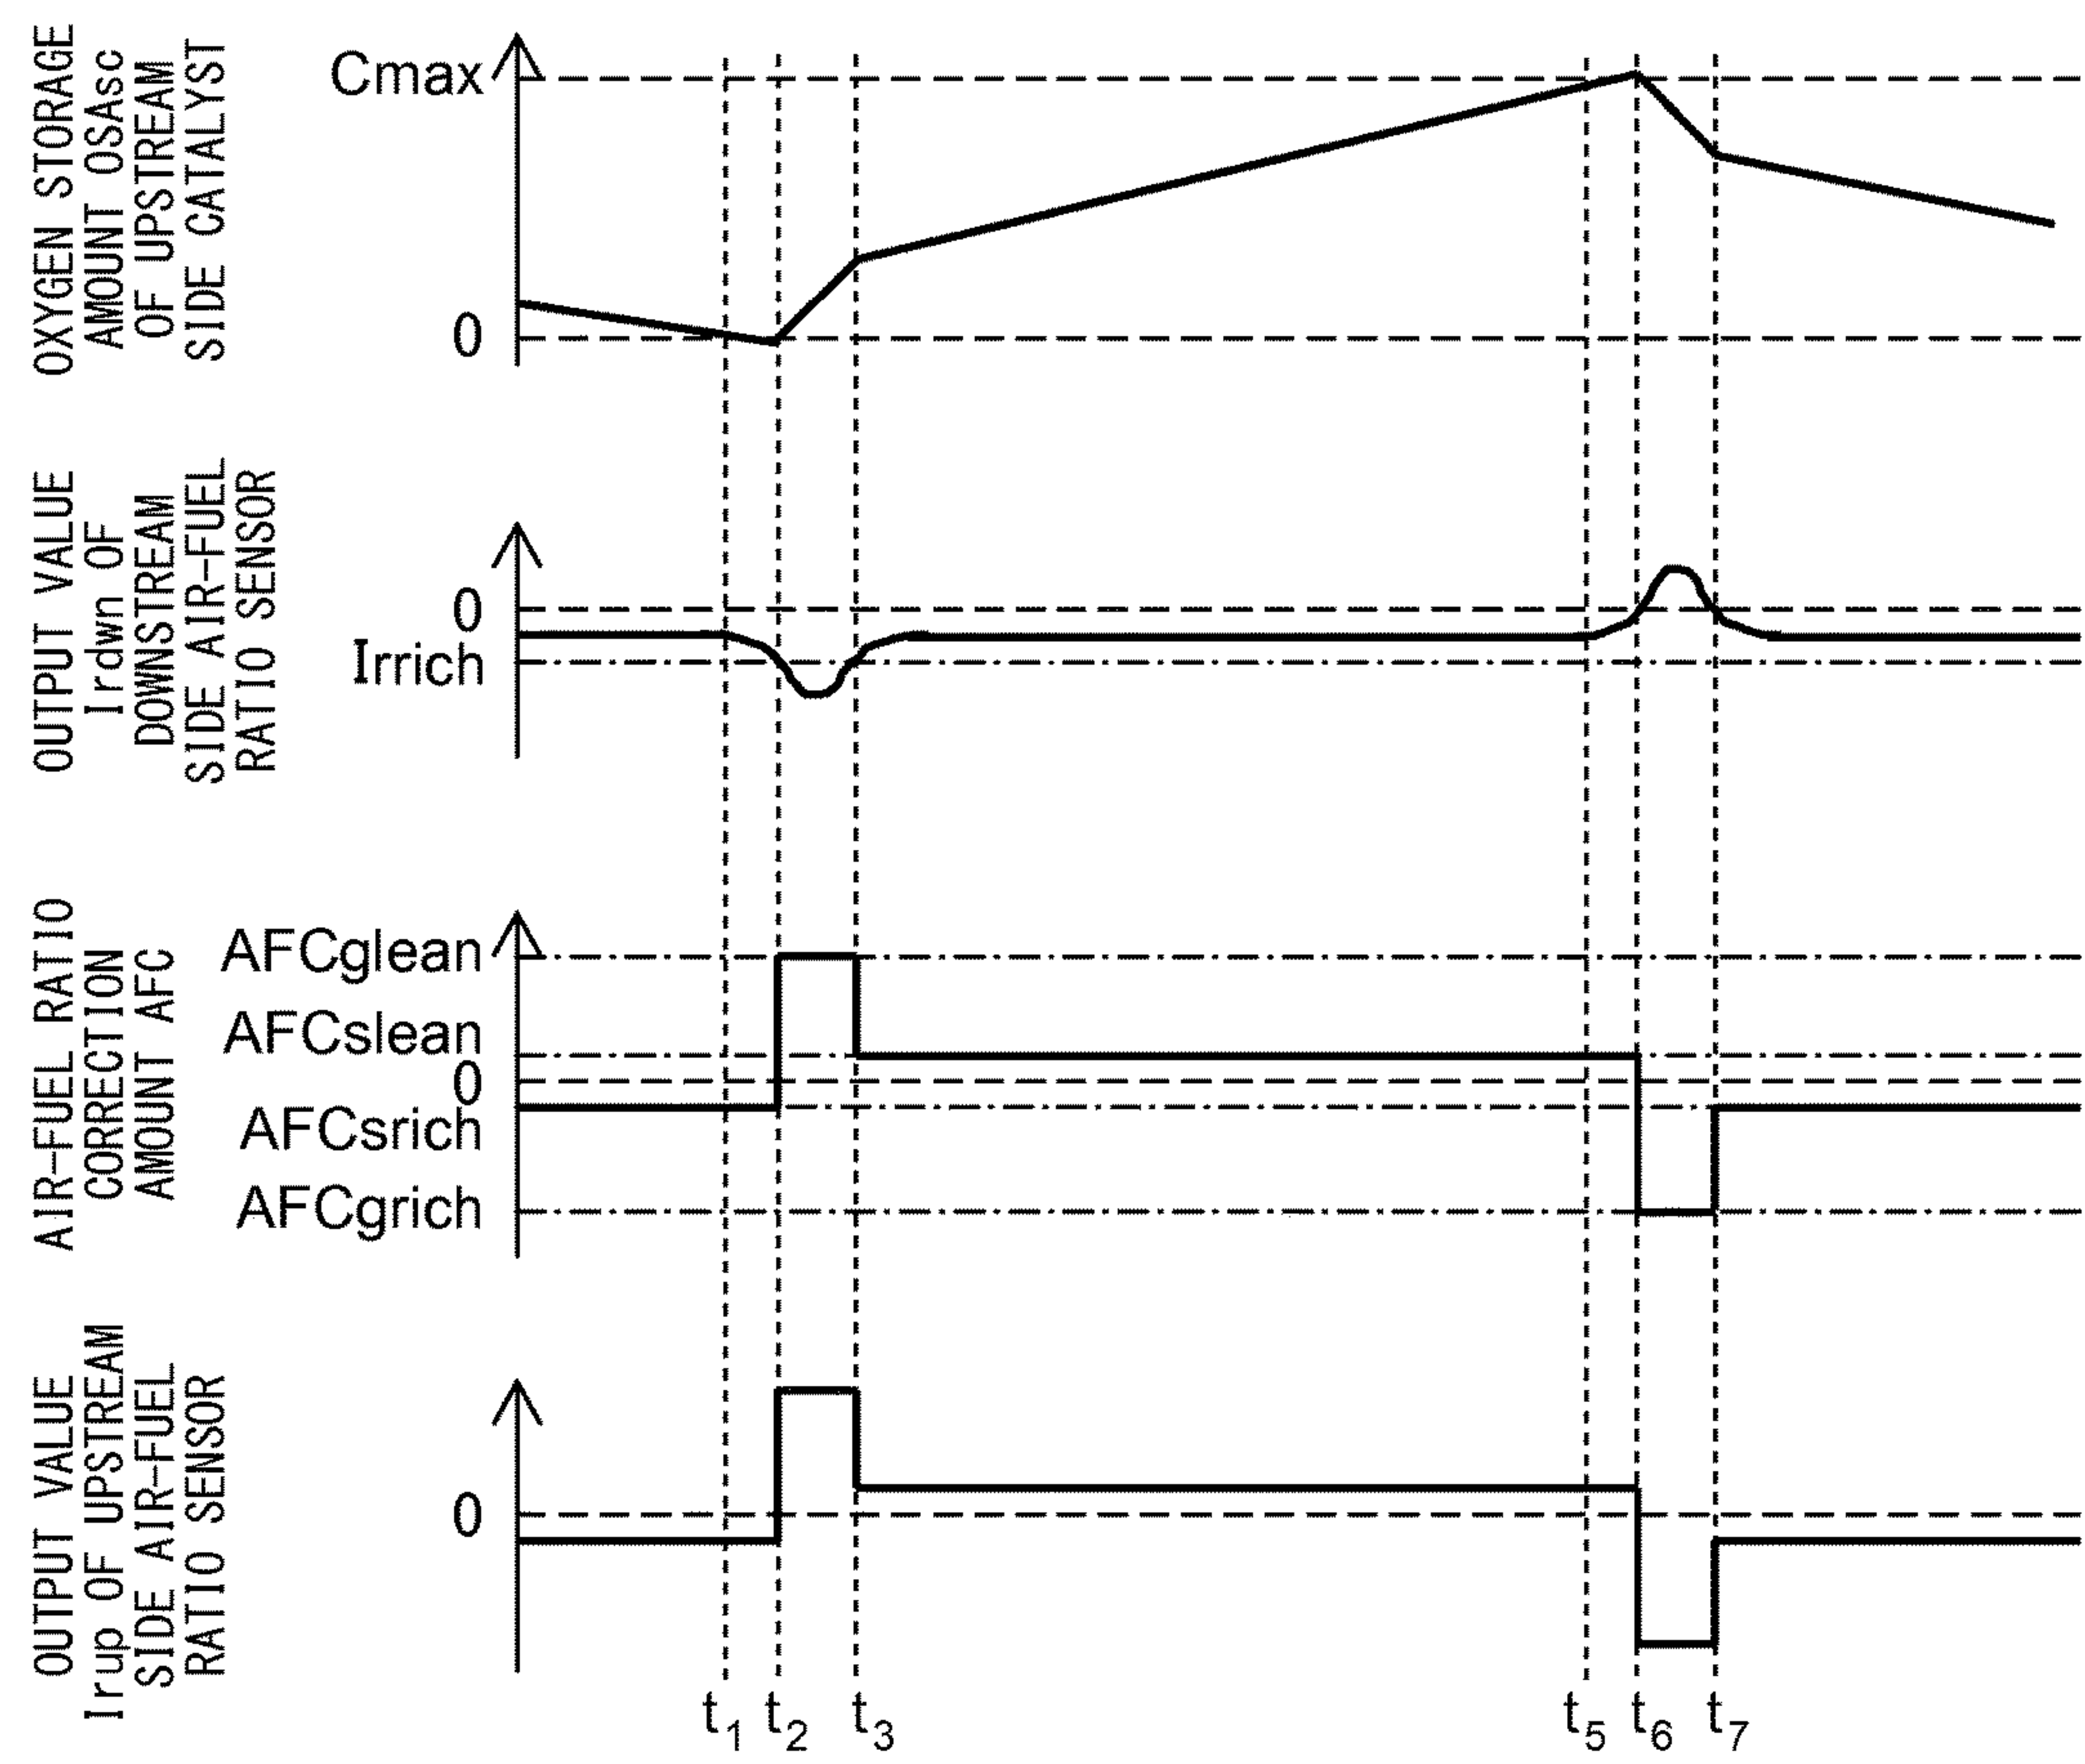 OXYGEN STORAGE
AMOUNT OSAsc
OF UPSTREAM
SIDE CATALYST
Cmax
0
OUTPUT VALUE
Irdwn OF
DOWNSTREAM
SIDE AIR-FUEL
RATIO SENSOR
0
Irrich
AIR-FUEL RATIO
CORRECTION
AMOUNT AFC
AFCglean
AFCslean
0
AFCsrich
AFCgrich
OUTPUT VALUE
Irup OF UPSTREAM
SIDE AIR-FUEL
RATIO SENSOR
0
t1 t2 t3 t5 t6 t7